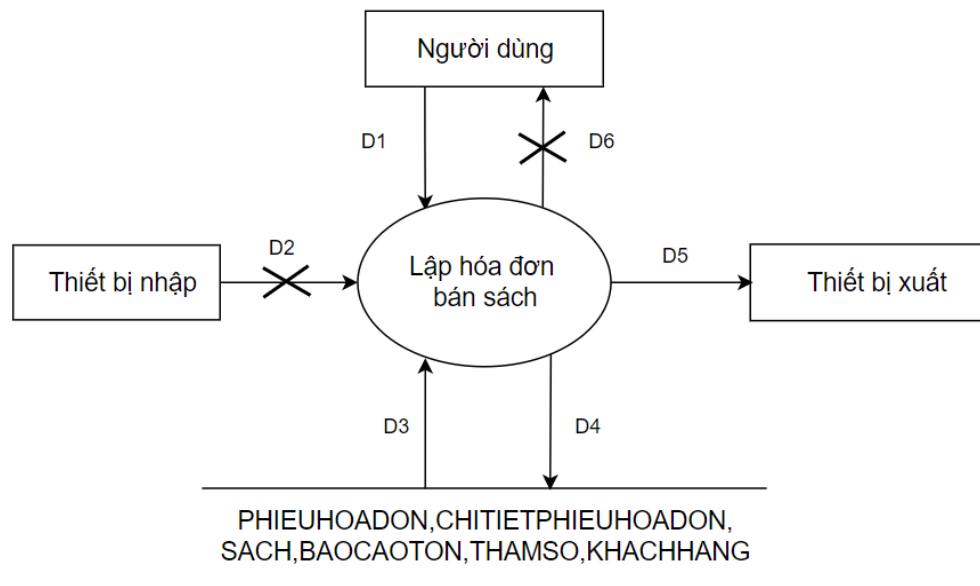 Người dùng
D1
D6
D2
Thiết bị nhập
Lập hóa đơn
bán sách
D5
Thiết bị xuất
D3
D4
PHIEUHOADON,CHITIETPHIEUHOADON,
SACH,BAOCAOTON,THAMSO,KHACHHANG